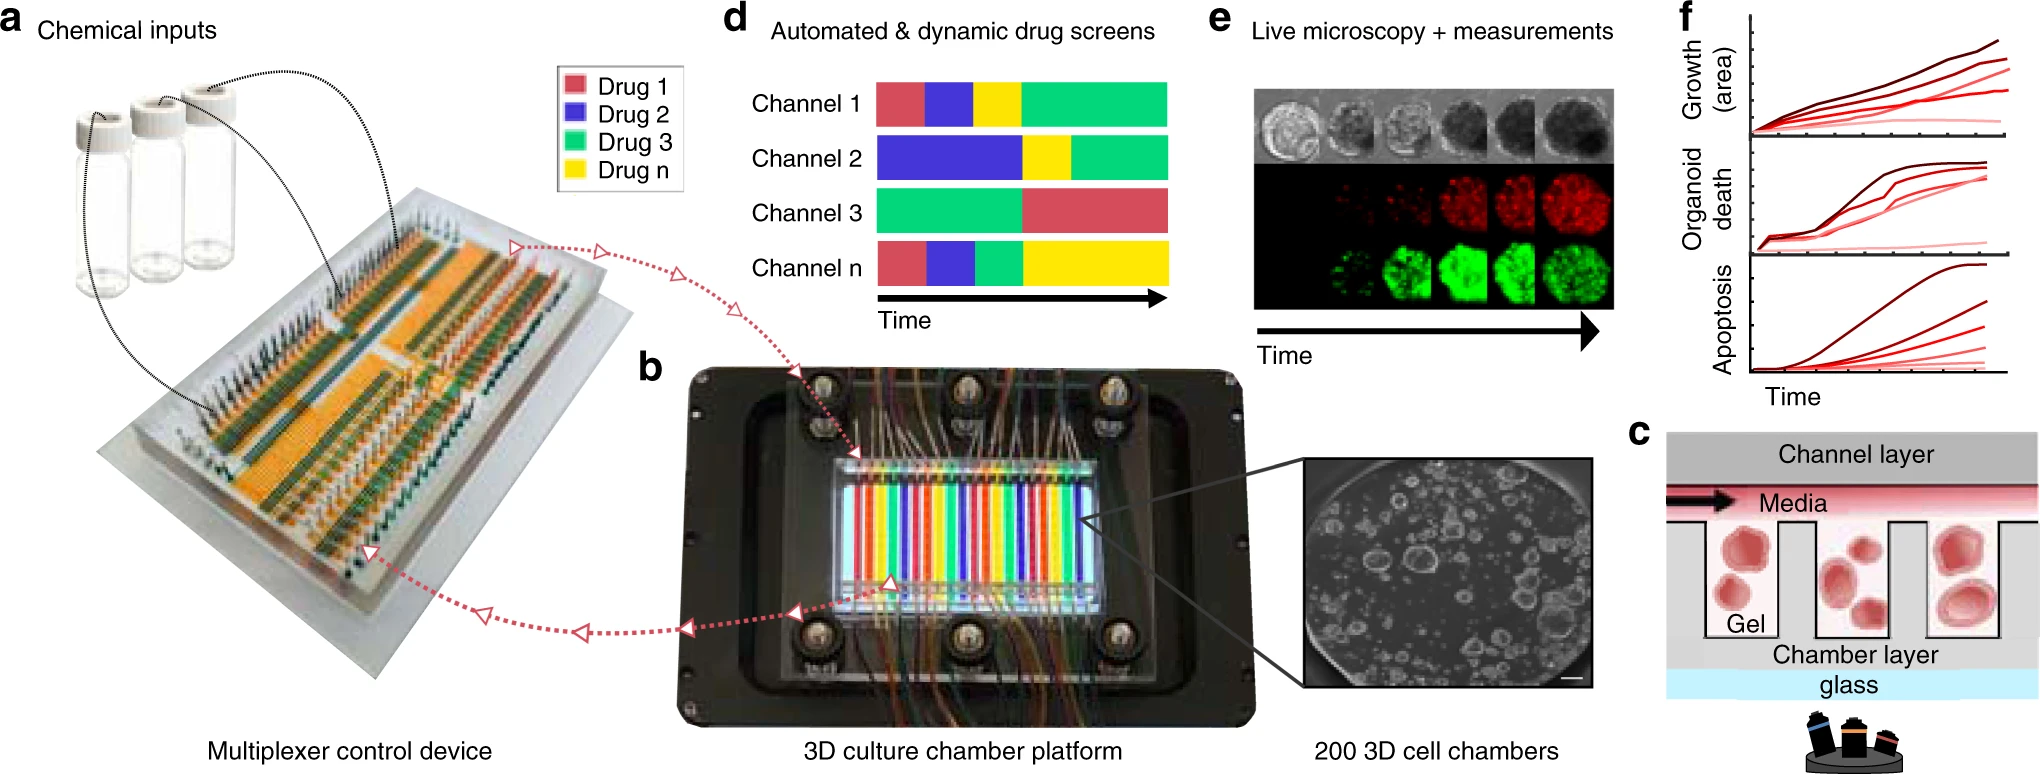 a
Chemical inputs
Drug 1
Drug 2
Drug 3
Drug n
d
Automated & dynamic drug screens
Channel 1
Channel 2
Channel 3
Channel n
Time
e
Live microscopy + measurements
Time
f
Growth
(area)
Organoid
death
Apoptosis
Time
b
c
Channel layer
Media
Gel
Chamber layer
glass
Multiplexer control device
3D culture chamber platform
200 3D cell chambers